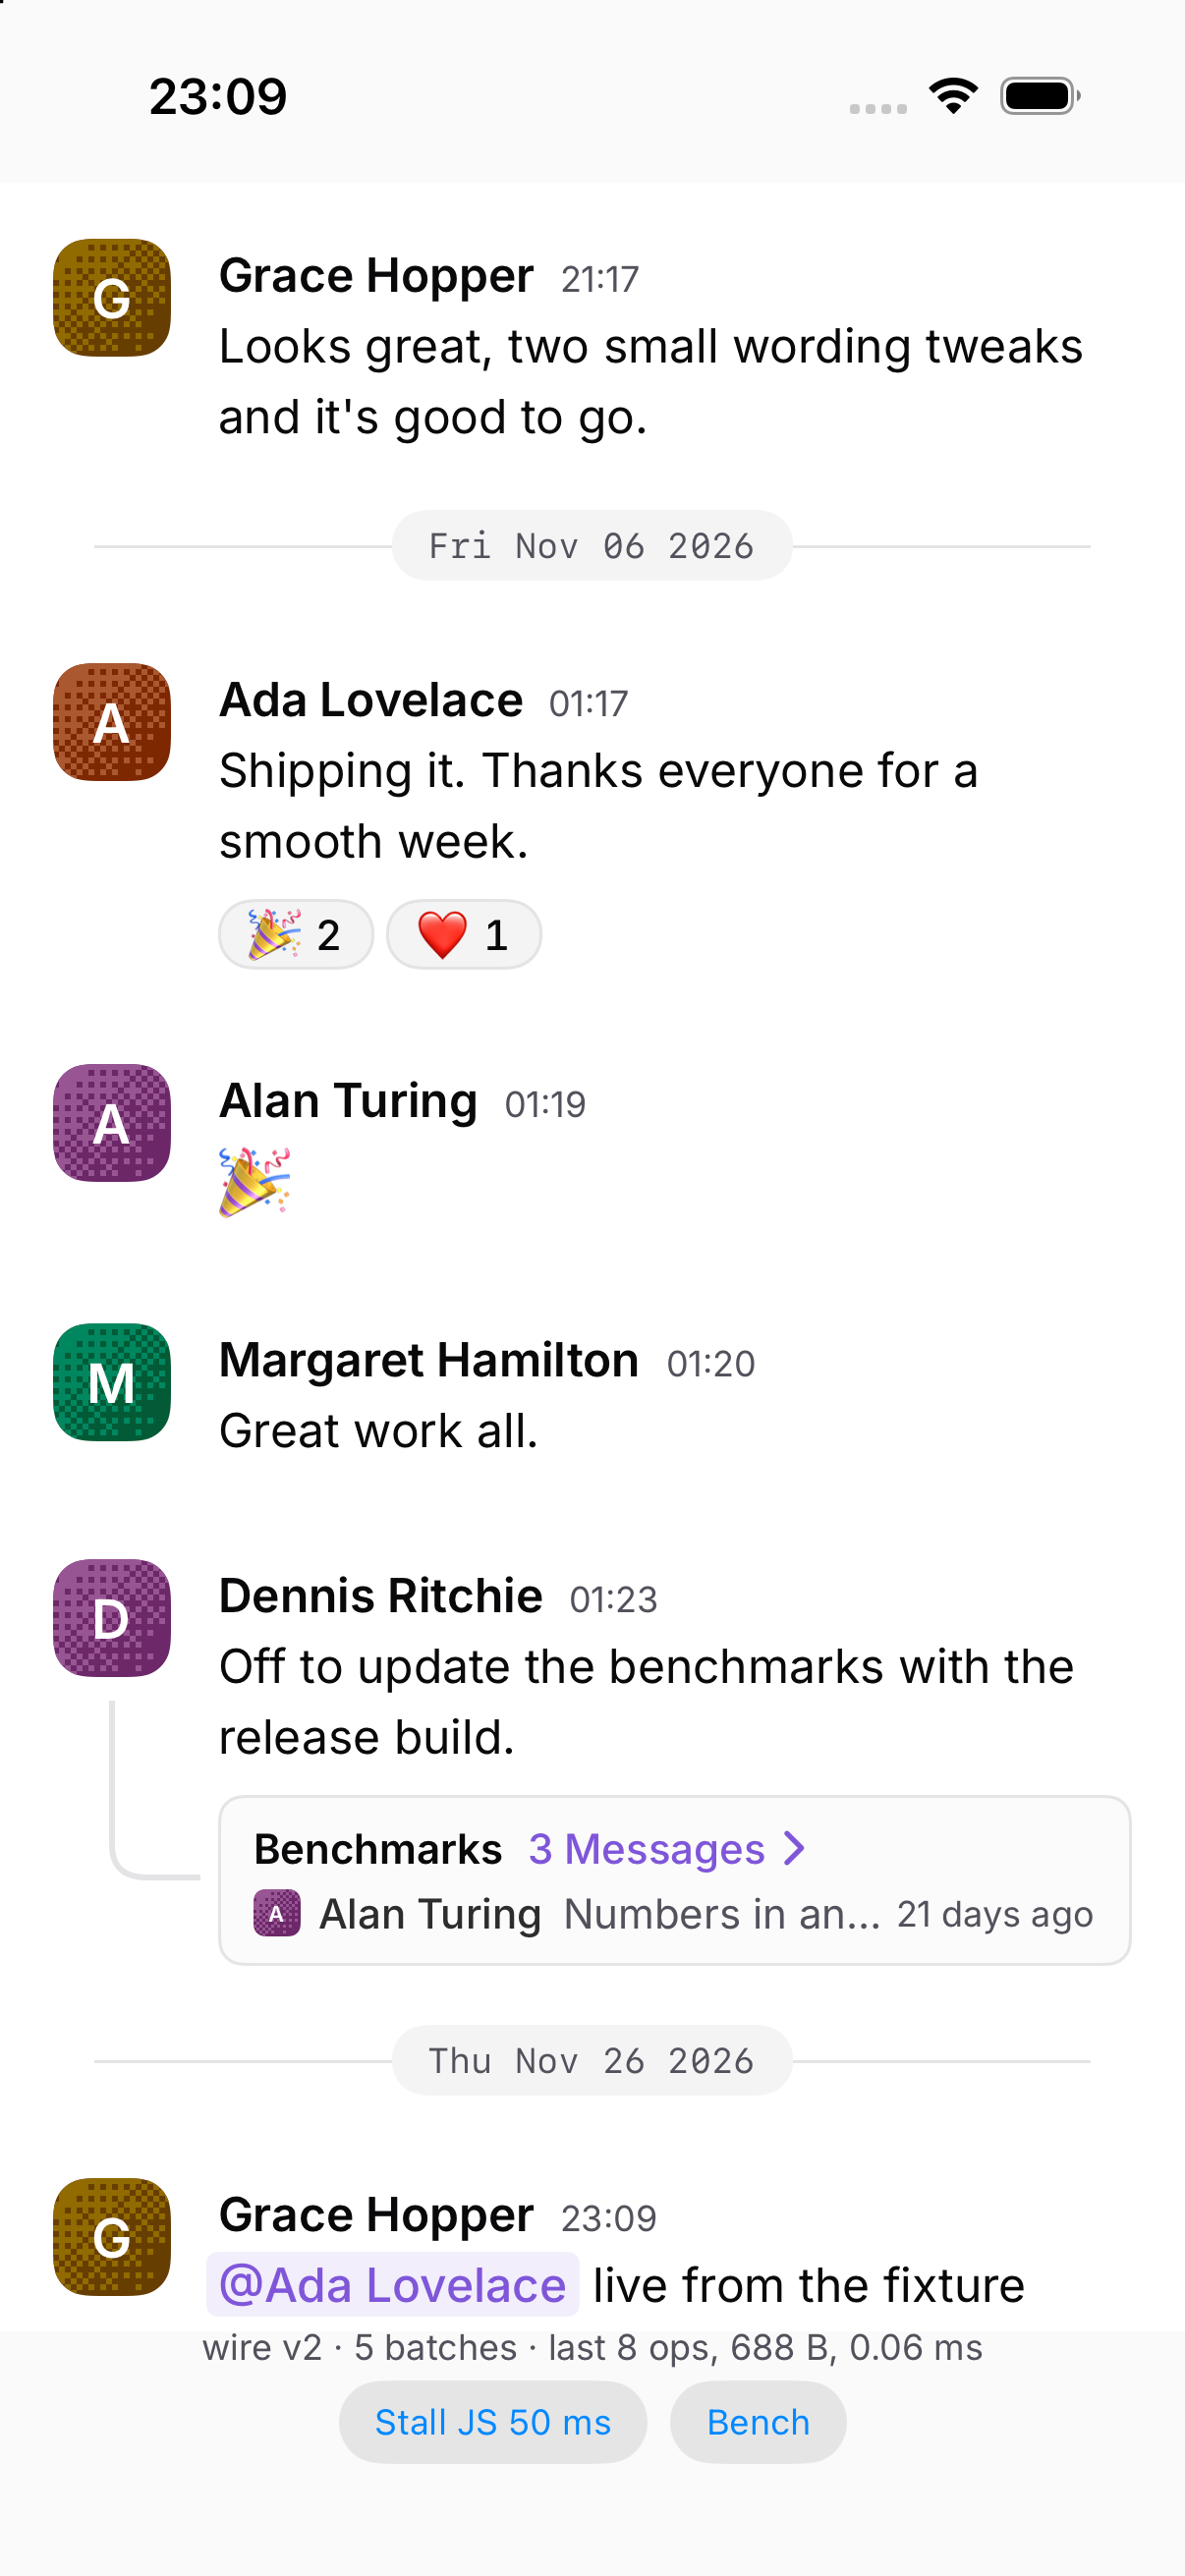 23:09
G
Grace Hopper 21:17
Looks great, two small wording tweaks
and it's good to go.
Fri Nov 06 2026
A
Ada Lovelace 01:17
Shipping it. Thanks everyone for a
smooth week.
🎉 2 ❤️ 1
A
Alan Turing 01:19
🎉
M
Margaret Hamilton 01:20
Great work all.
D
Dennis Ritchie 01:23
Off to update the benchmarks with the
release build.
Benchmarks 3 Messages >
A Alan Turing Numbers in an... 21 days ago
Thu Nov 26 2026
G
Grace Hopper 23:09
@Ada Lovelace live from the fixture
wire v2 · 5 batches · last 8 ops, 688 B, 0.06 ms
Stall JS 50 ms Bench